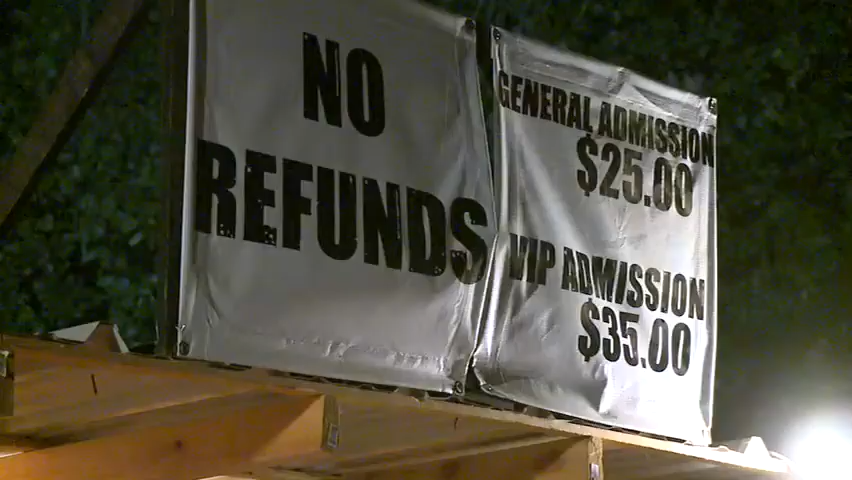 NO
REFUNDS
GENERAL ADMISSION
$25.00
VIP ADMISSION
$35.00